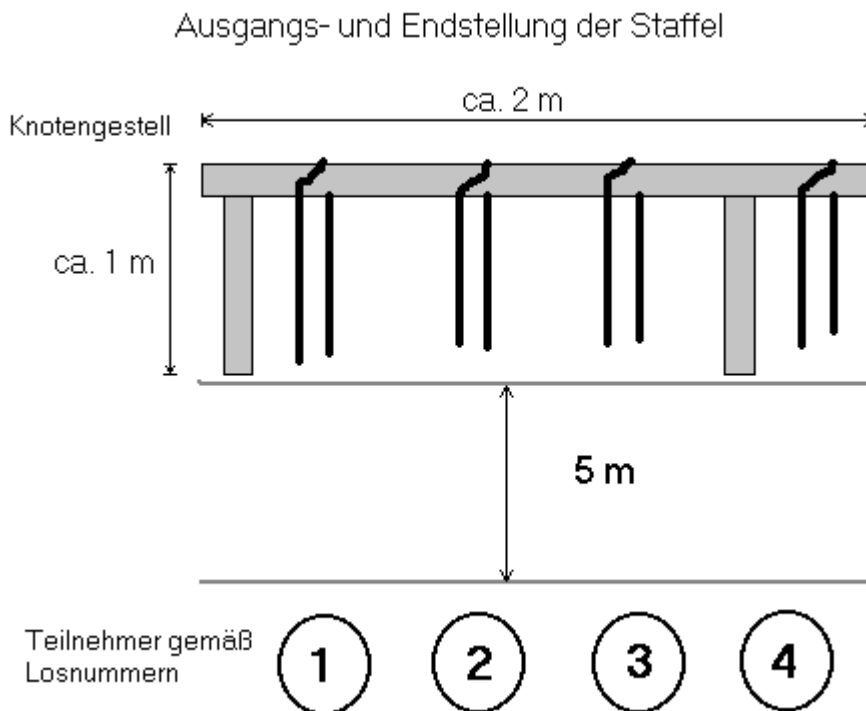 Ausgangs- und Endstellung der Staffel
ca. 2 m
Knotengestell
ca. 1 m
5 m
Teilnehmer gemäß
Losnummern
1 2 3 4